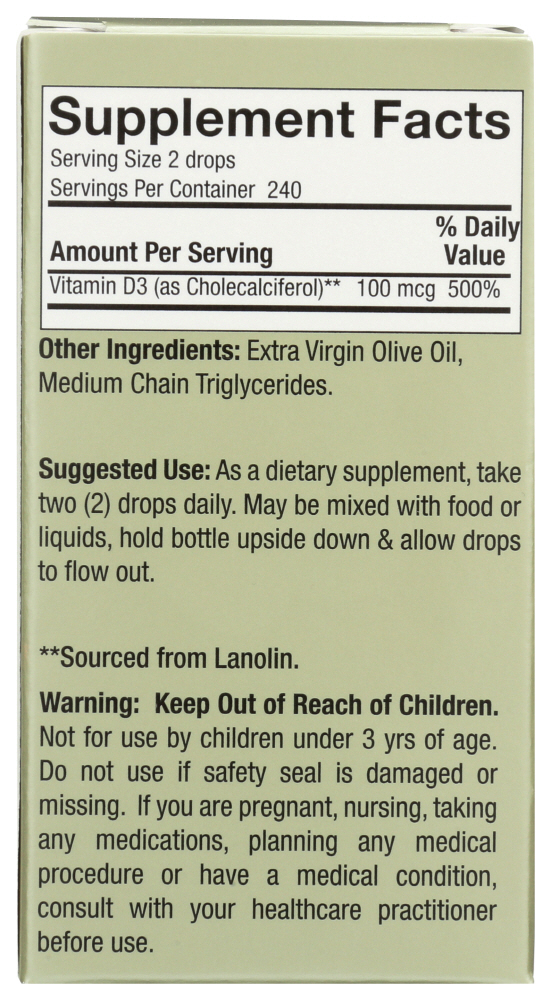 Supplement Facts
Serving Size 2 drops
Servings Per Container 240
% Daily
Amount Per Serving Value
Vitamin D3 (as Cholecalciferol)** 100 mcg 500%
Other Ingredients: Extra Virgin Olive Oil,
Medium Chain Triglycerides.
Suggested Use: As a dietary supplement, take
two (2) drops daily. May be mixed with food or
liquids, hold bottle upside down & allow drops
to flow out.
**Sourced from Lanolin.
Warning: Keep Out of Reach of Children.
Not for use by children under 3 yrs of age.
Do not use if safety seal is damaged or
missing. If you are pregnant, nursing, taking
any medications, planning any medical
procedure or have a medical condition,
consult with your healthcare practitioner
before use.